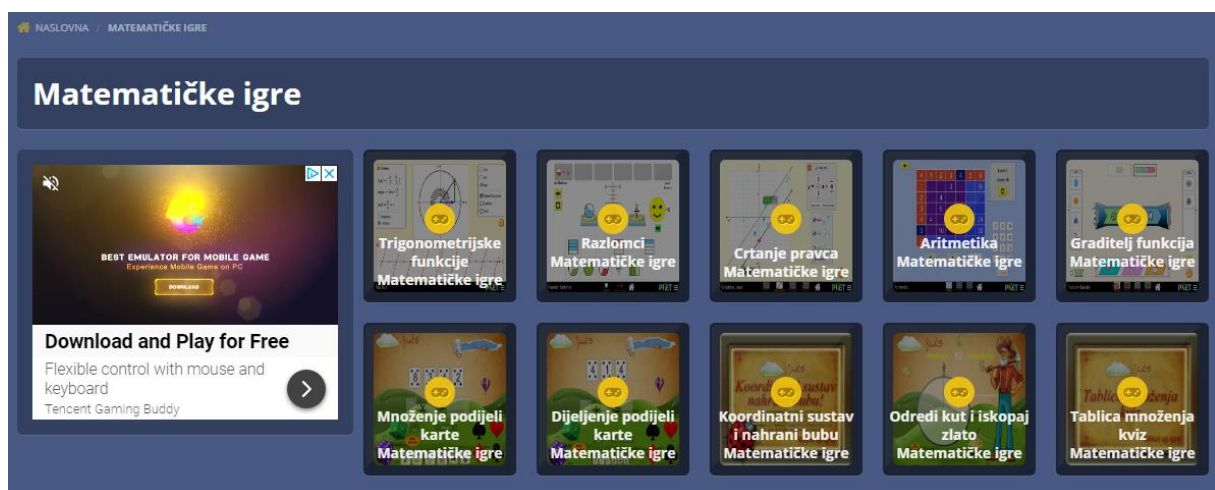 NASLOVNA / MATEMATIČKE IGRE
Matematičke igre
BEST EMULATOR FOR MOBILE GAME
Experience Mobile Game on PC
DOWNLOAD
Download and Play for Free
Flexible control with mouse and
keyboard
Tencent Gaming Buddy
Trigonometrijske
funkcije
Matematičke igre
Razlomci
Matematičke igre
Crtanje pravca
Matematičke igre
Aritmetika
Matematičke igre
Graditelj funkcija
Matematičke igre
Množenje podijeli
karte
Matematičke igre
Dijeljenje podijeli
karte
Matematičke igre
Koordinatni sustav
i nahrani bubu
Matematičke igre
Odredi kut i iskopaj
zlato
Matematičke igre
Tablica množenja
kviz
Matematičke igre